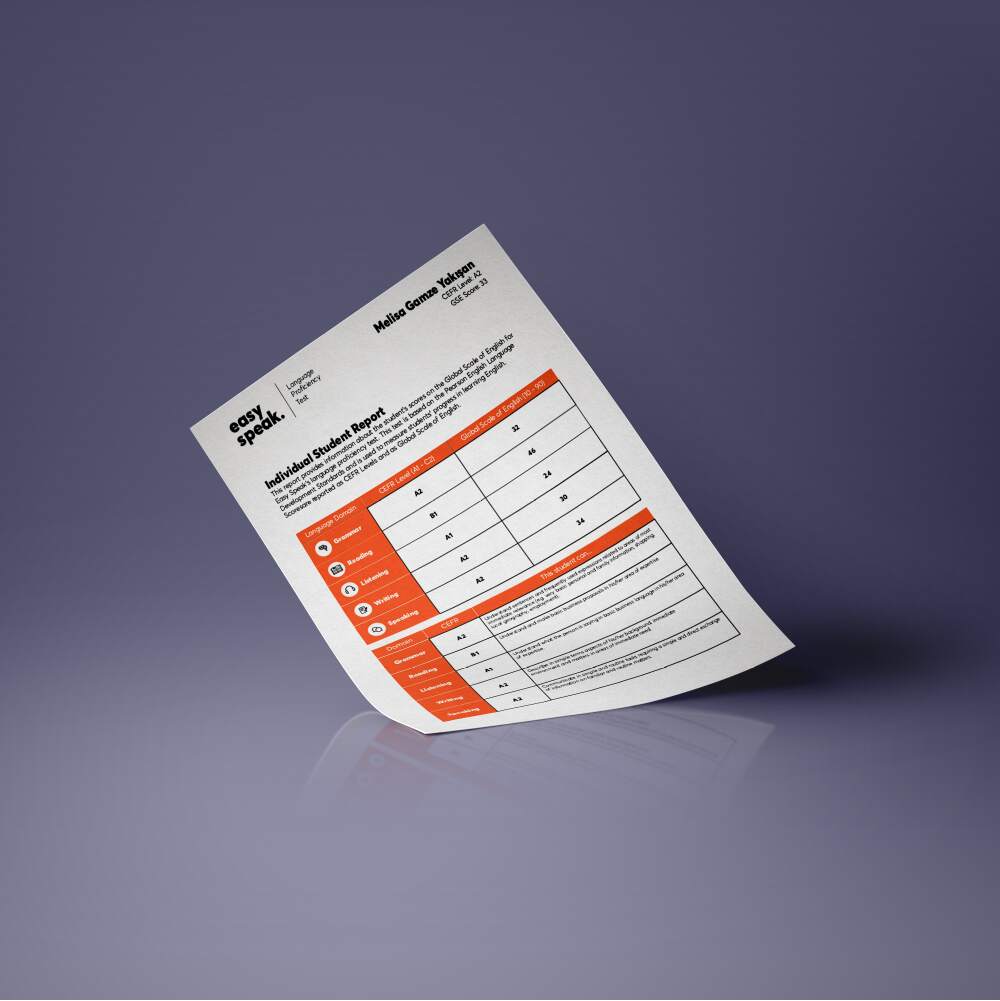 easy
speak.
Language
Proficiency
Test
Melisa Gamze Yakışan
CEFR Level: A2
GSE Score: 33
Individual Student Report
This report provides information about the student's scores on the Global Scale of English for
Easy Speak's language proficiency test. This test is based on the Pearson English Language
Development Standards and is used to measure students' progress in learning English.
Scoresare reported as CEFR Levels and as Global Scale of English.
Language Domain CEFR Level (A1 - C2) Global Scale of English (10 - 90)
Grammar A2 32
Reading B1 46
Listening A1 24
Writing A2 30
Speaking A2 34
Domain CEFR This student can...
Grammar A2 Understand sentences and frequently used expressions related to areas of most
immediate relevance (e.g. very basic personal and family information, shopping,
local geography, employment).
Reading B1 Understand and make basic business proposals in his/her area of expertise
Listening A1 Understand what the person is saying in basic business language in his/her area
of expertise
Writing A2 Describe in simple terms aspects of his/her background, immediate
environment and matters in areas of immediate need
Speaking A2 Communicate in simple and routine tasks requiring a simple and direct exchange
of information on familiar and routine matters.